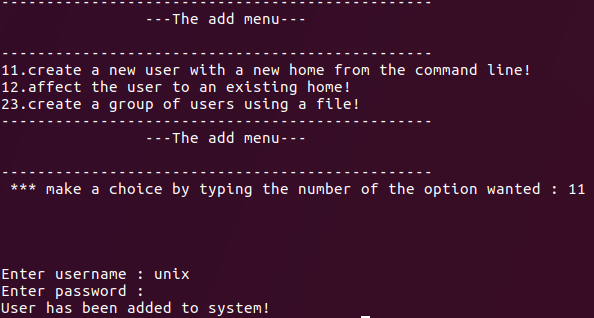 ------------------------------------------------
---The add menu---
------------------------------------------------
11.create a new user with a new home from the command line!
12.affect the user to an existing home!
23.create a group of users using a file!
------------------------------------------------
---The add menu---
------------------------------------------------
*** make a choice by typing the number of the option wanted : 11
Enter username : unix
Enter password :
User has been added to system!